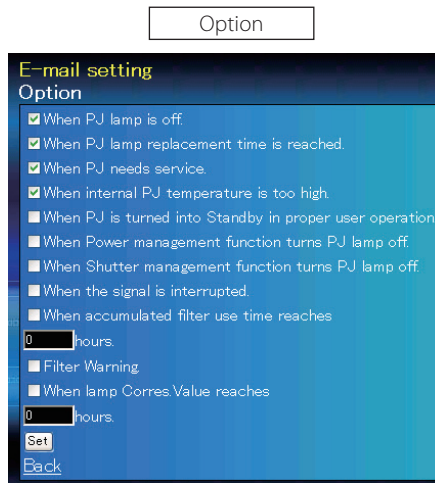 Option
E-mail setting
Option
When PJ lamp is off.
When PJ lamp replacement time is reached.
When PJ needs service.
When internal PJ temperature is too high.
When PJ is turned into Standby in proper user operation
When Power management function turns PJ lamp off.
When Shutter management function turns PJ lamp off.
When the signal is interrupted.
When accumulated filter use time reaches
0 hours.
Filter Warning.
When lamp Corres.Value reaches
0 hours.
Set
Back